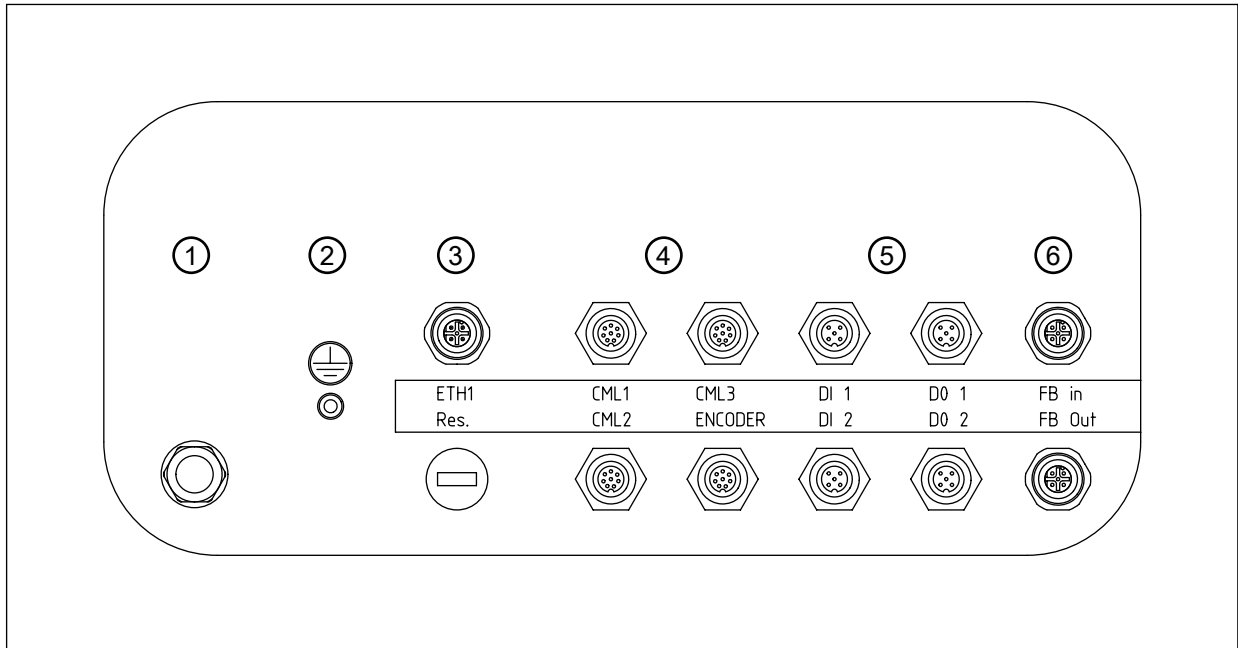 1 2 3 4 5 6
ETH1 CML1 CML3 DI 1 DO 1 FB in
Res. CML2 ENCODER DI 2 DO 2 FB Out